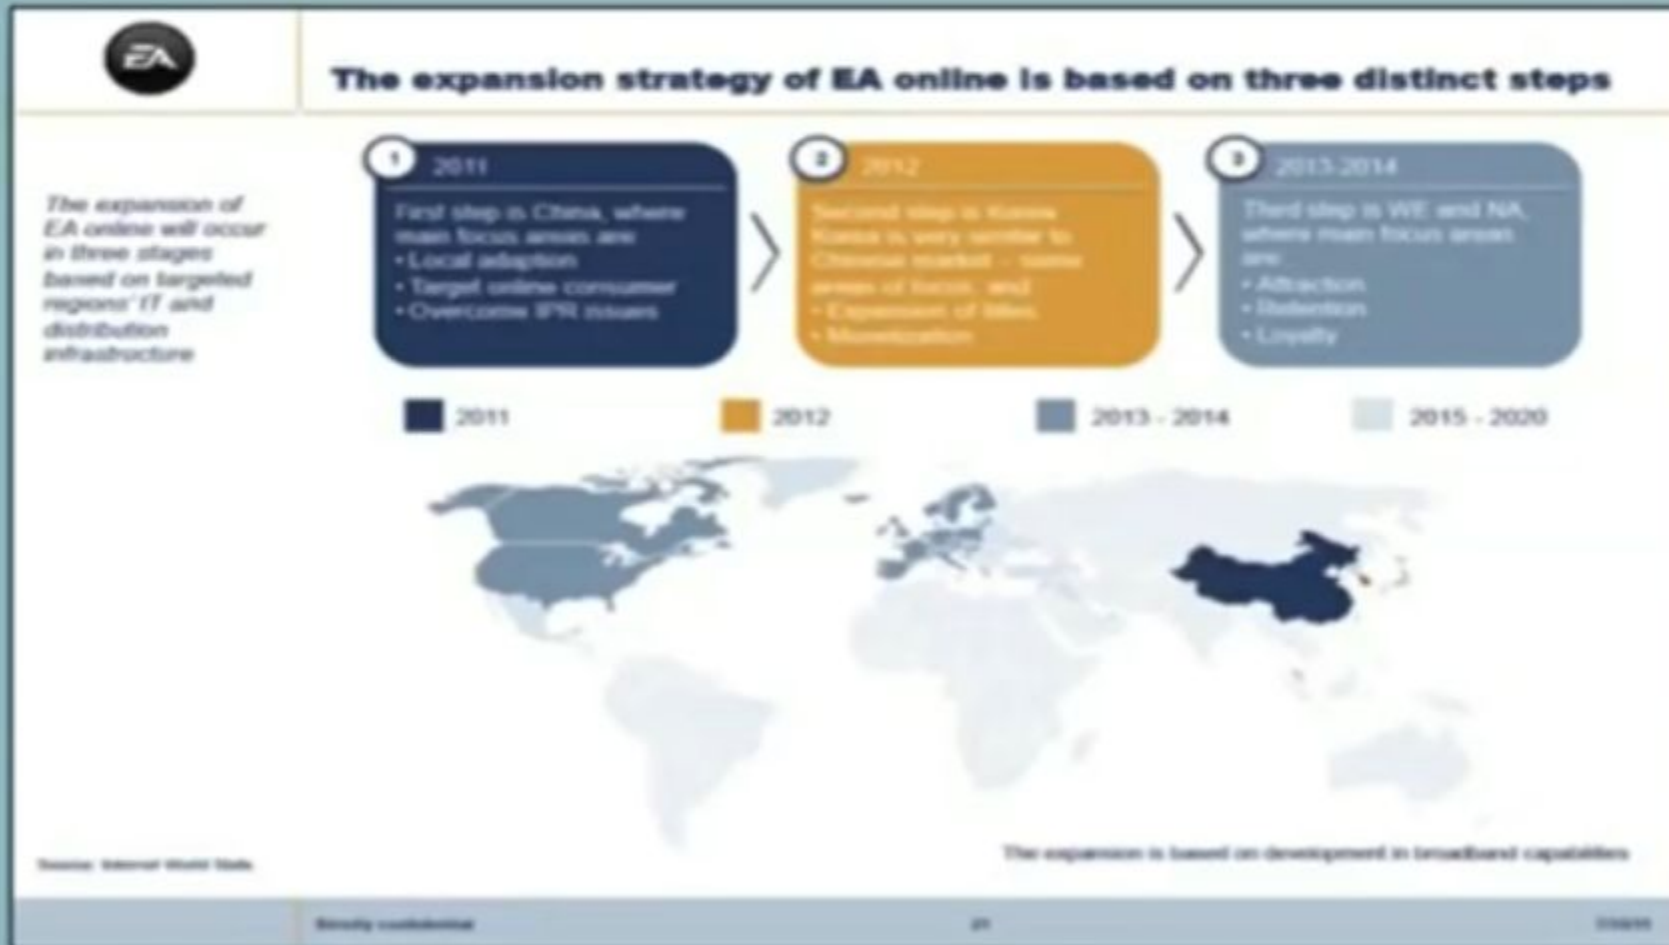 EA
The expansion strategy of EA online is based on three distinct steps
The expansion of
EA online will occur
in three stages
based on targeted
regions' IT and
distribution
infrastructure
1
2011
First step is China, where
main focus areas are
• Local adaption
• Target online consumer
• Overcome IPR issues
2
2012
Second step is Korea
Korea is very similar to
Chinese market - same
areas of focus, and
• Expansion of titles
• Monetization
3
2013-2014
Third step is WE and NA,
where main focus areas
are:
• Attraction
• Retention
• Loyalty
2011
2012
2013 - 2014
2015 - 2020
The expansion is based on development in broadband capabilities
Source: Internet World Stats.
Strictly confidential
21